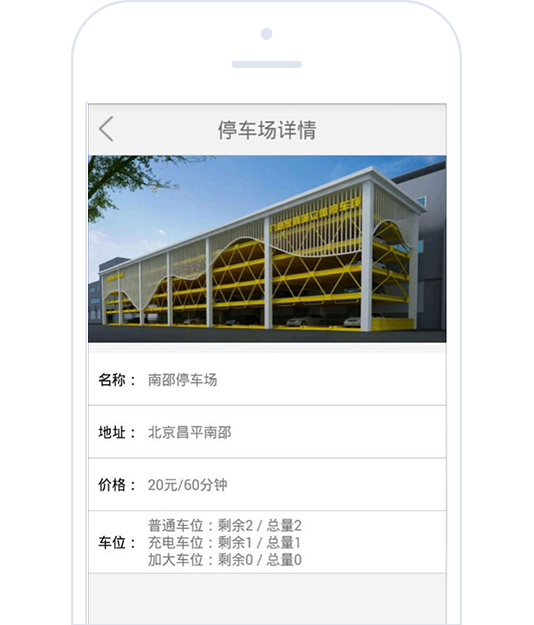 停车场详情
名称：
南邵停车场
地址：
北京昌平南邵
价格：
20元/60分钟
车位：
普通车位：剩余2 / 总量2
充电车位：剩余1 / 总量1
加大车位：剩余0 / 总量0